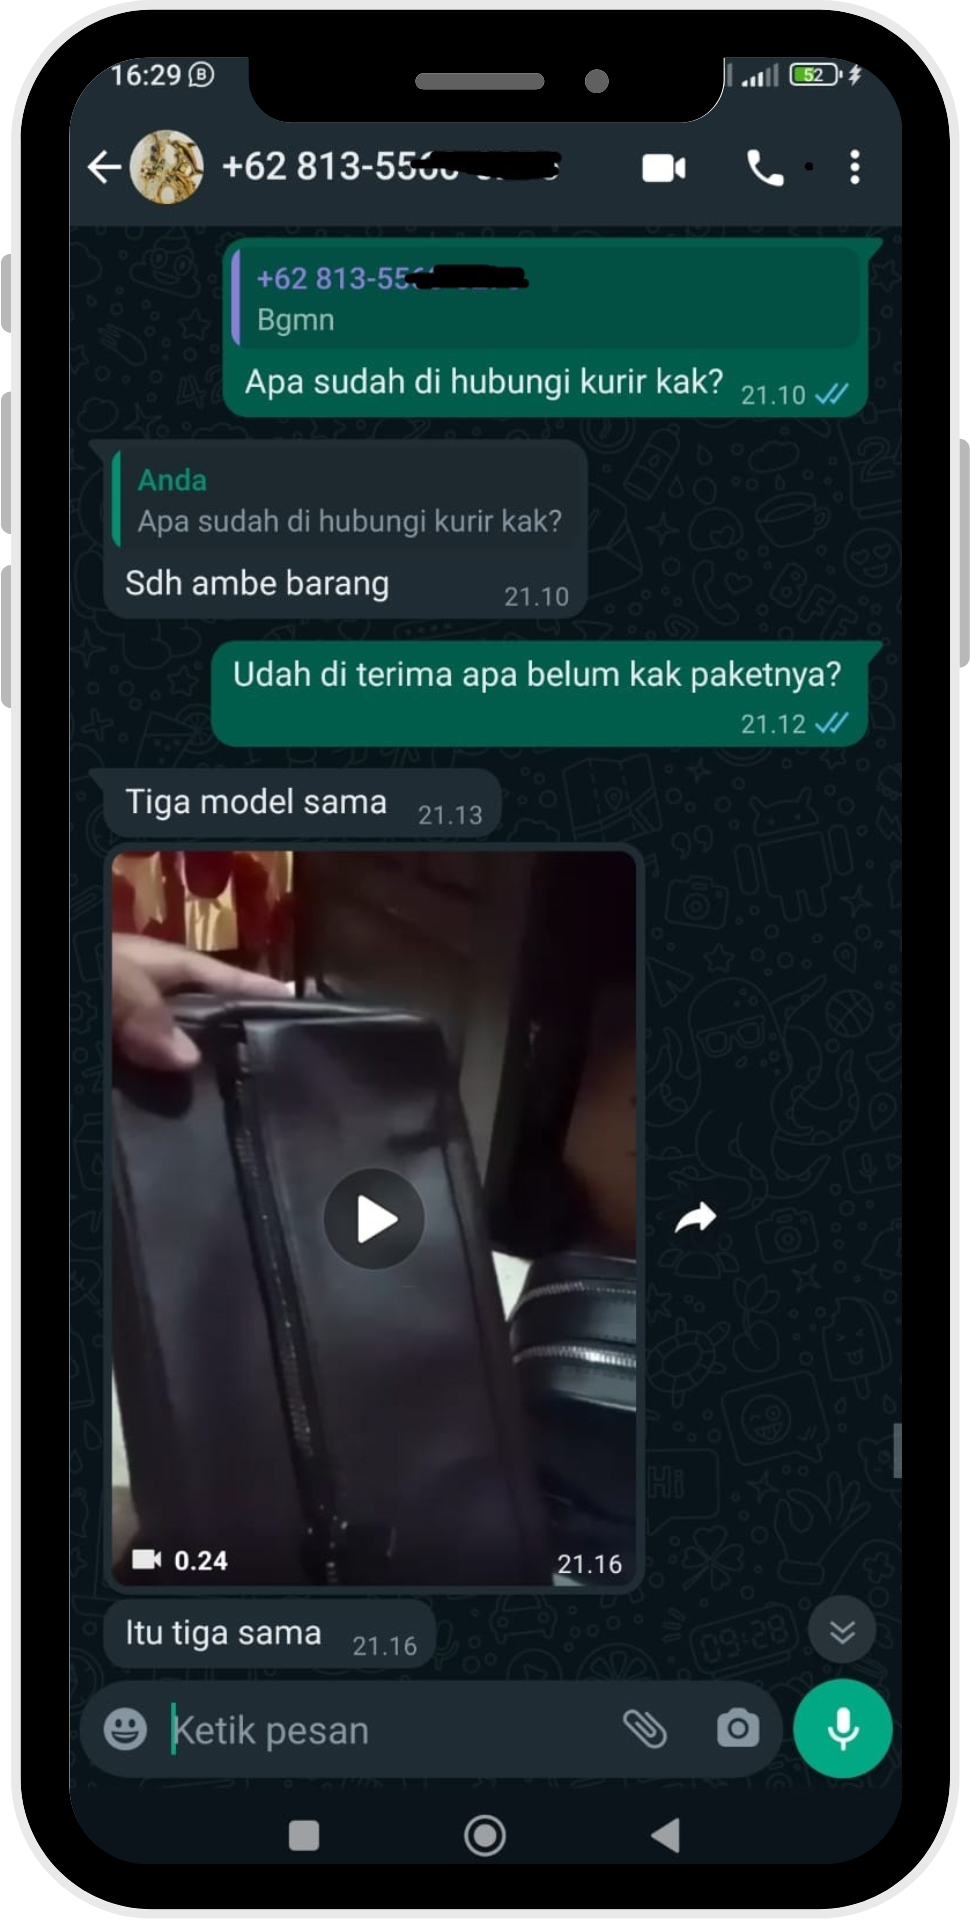 16:29
52
+62 813-55
+62 813-55
Bgmn
Apa sudah di hubungi kurir kak?
21.10
Anda
Apa sudah di hubungi kurir kak?
Sdh ambe barang
21.10
Udah di terima apa belum kak paketnya?
21.12
Tiga model sama
21.13
0.24
21.16
Itu tiga sama
21.16
Ketik pesan